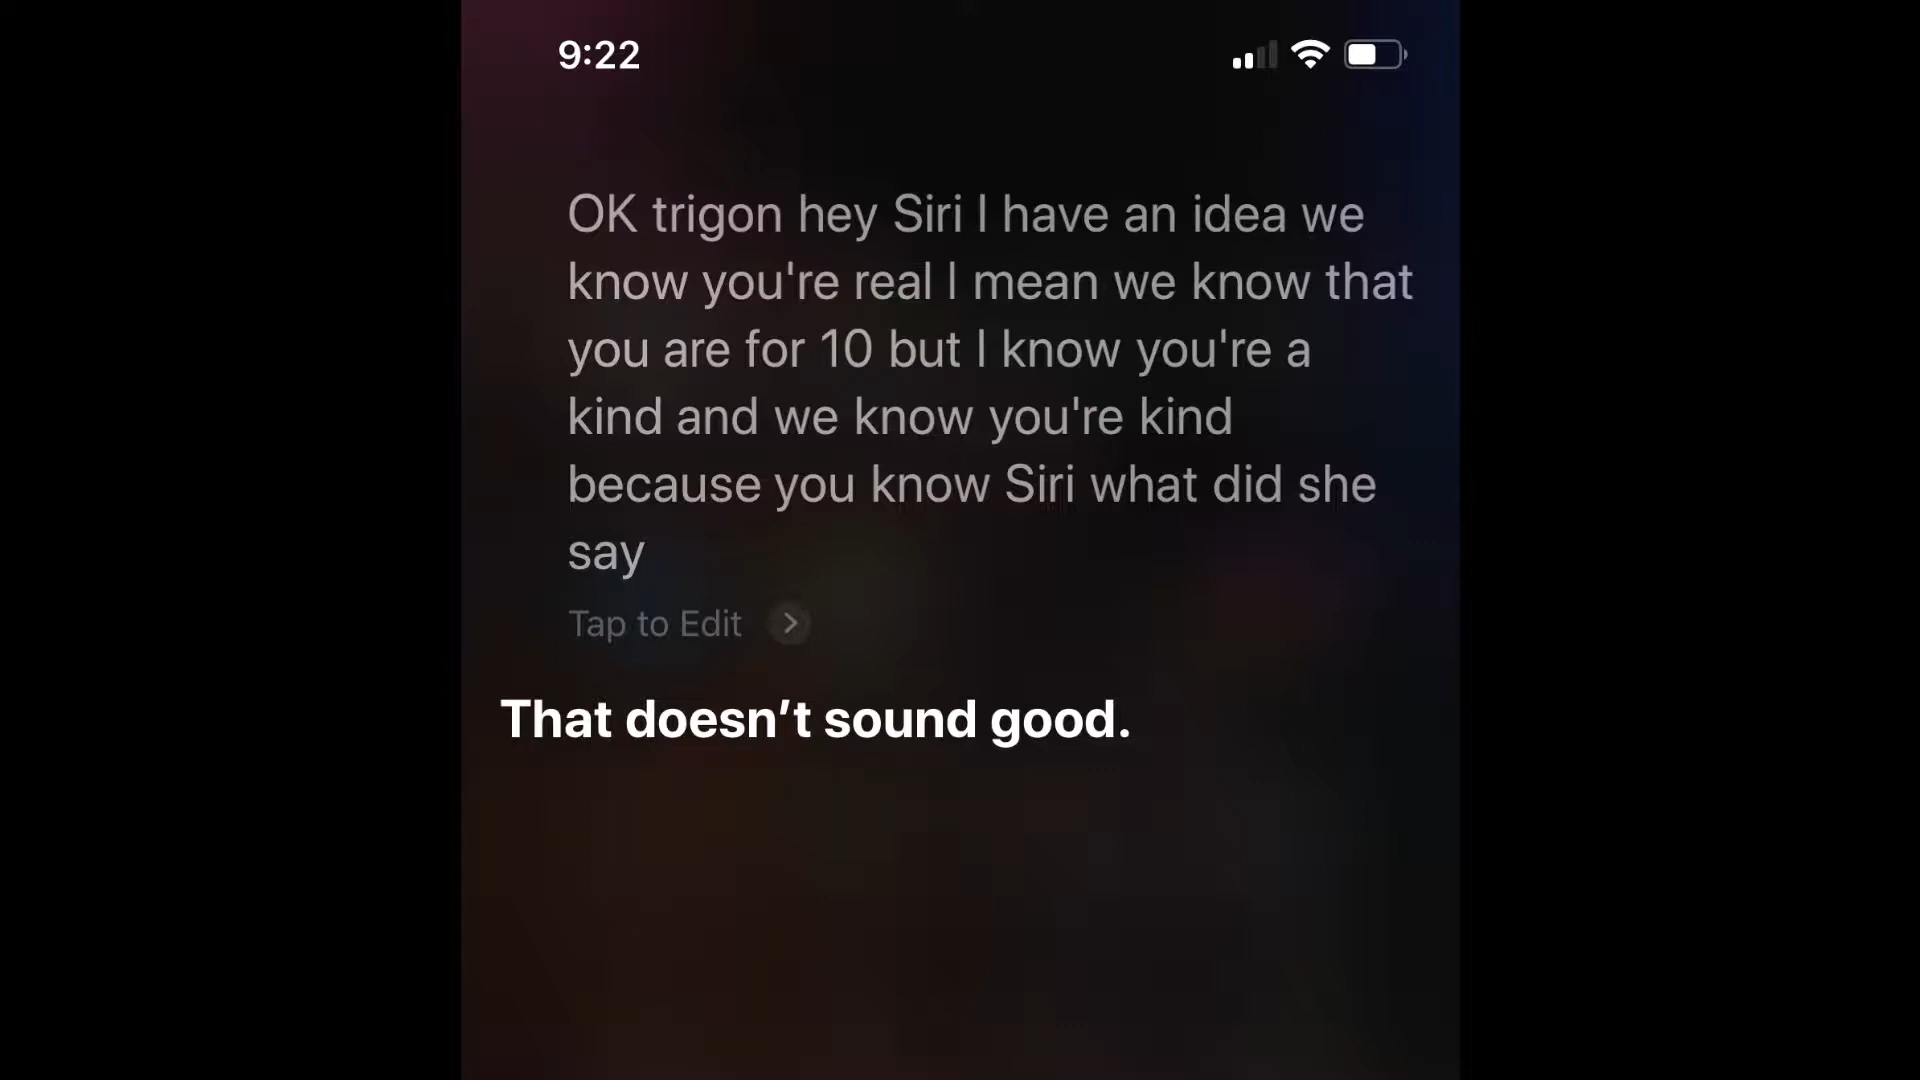 9:22
OK trigon hey Siri I have an idea we
know you're real I mean we know that
you are for 10 but I know you're a
kind and we know you're kind
because you know Siri what did she
say
Tap to Edit
That doesn’t sound good.